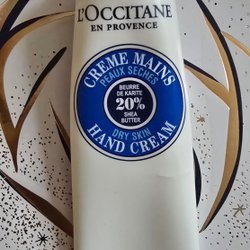 L'OCCITANE
EN PROVENCE
CREME MAINS
PEAUX SECHES
BEURRE
DE KARITE
20%
SHEA
BUTTER
DRY SKIN
HAND CREAM